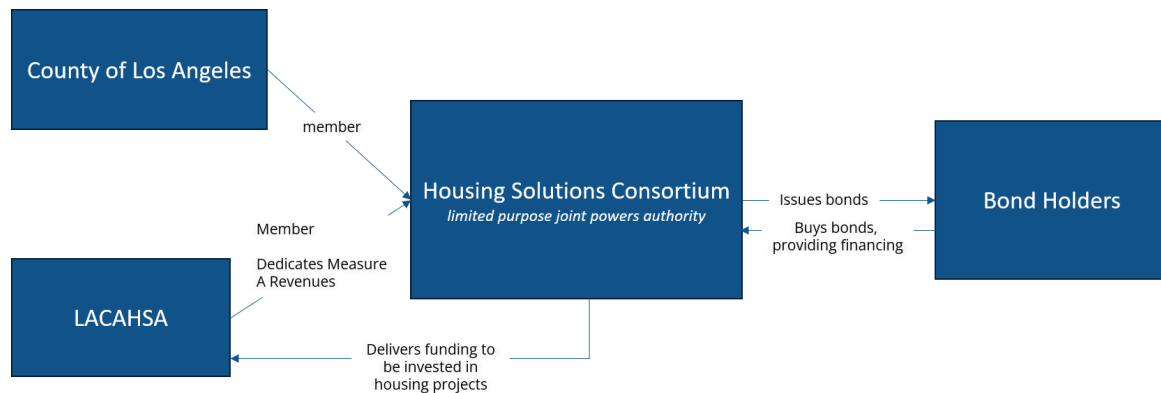 County of Los Angeles
member
Housing Solutions Consortium
limited purpose joint powers authority
Issues bonds
Buys bonds,
providing financing
Bond Holders
Member
Dedicates Measure
A Revenues
LACAHSA
Delivers funding to
be invested in
housing projects